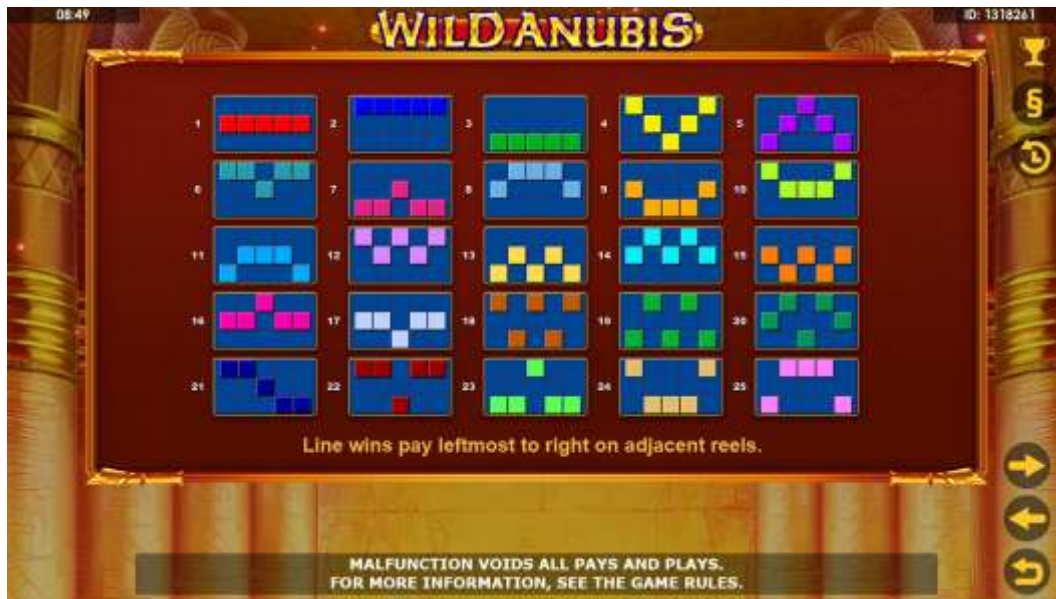 08:49
ID: 1318261
WILD ANUBIS
1 2 3 4 5
6 7 8 9 10
11 12 13 14 15
16 17 18 19 20
21 22 23 24 25
Line wins pay leftmost to right on adjacent reels.
MALFUNCTION VOIDS ALL PAYS AND PLAYS.
FOR MORE INFORMATION, SEE THE GAME RULES.